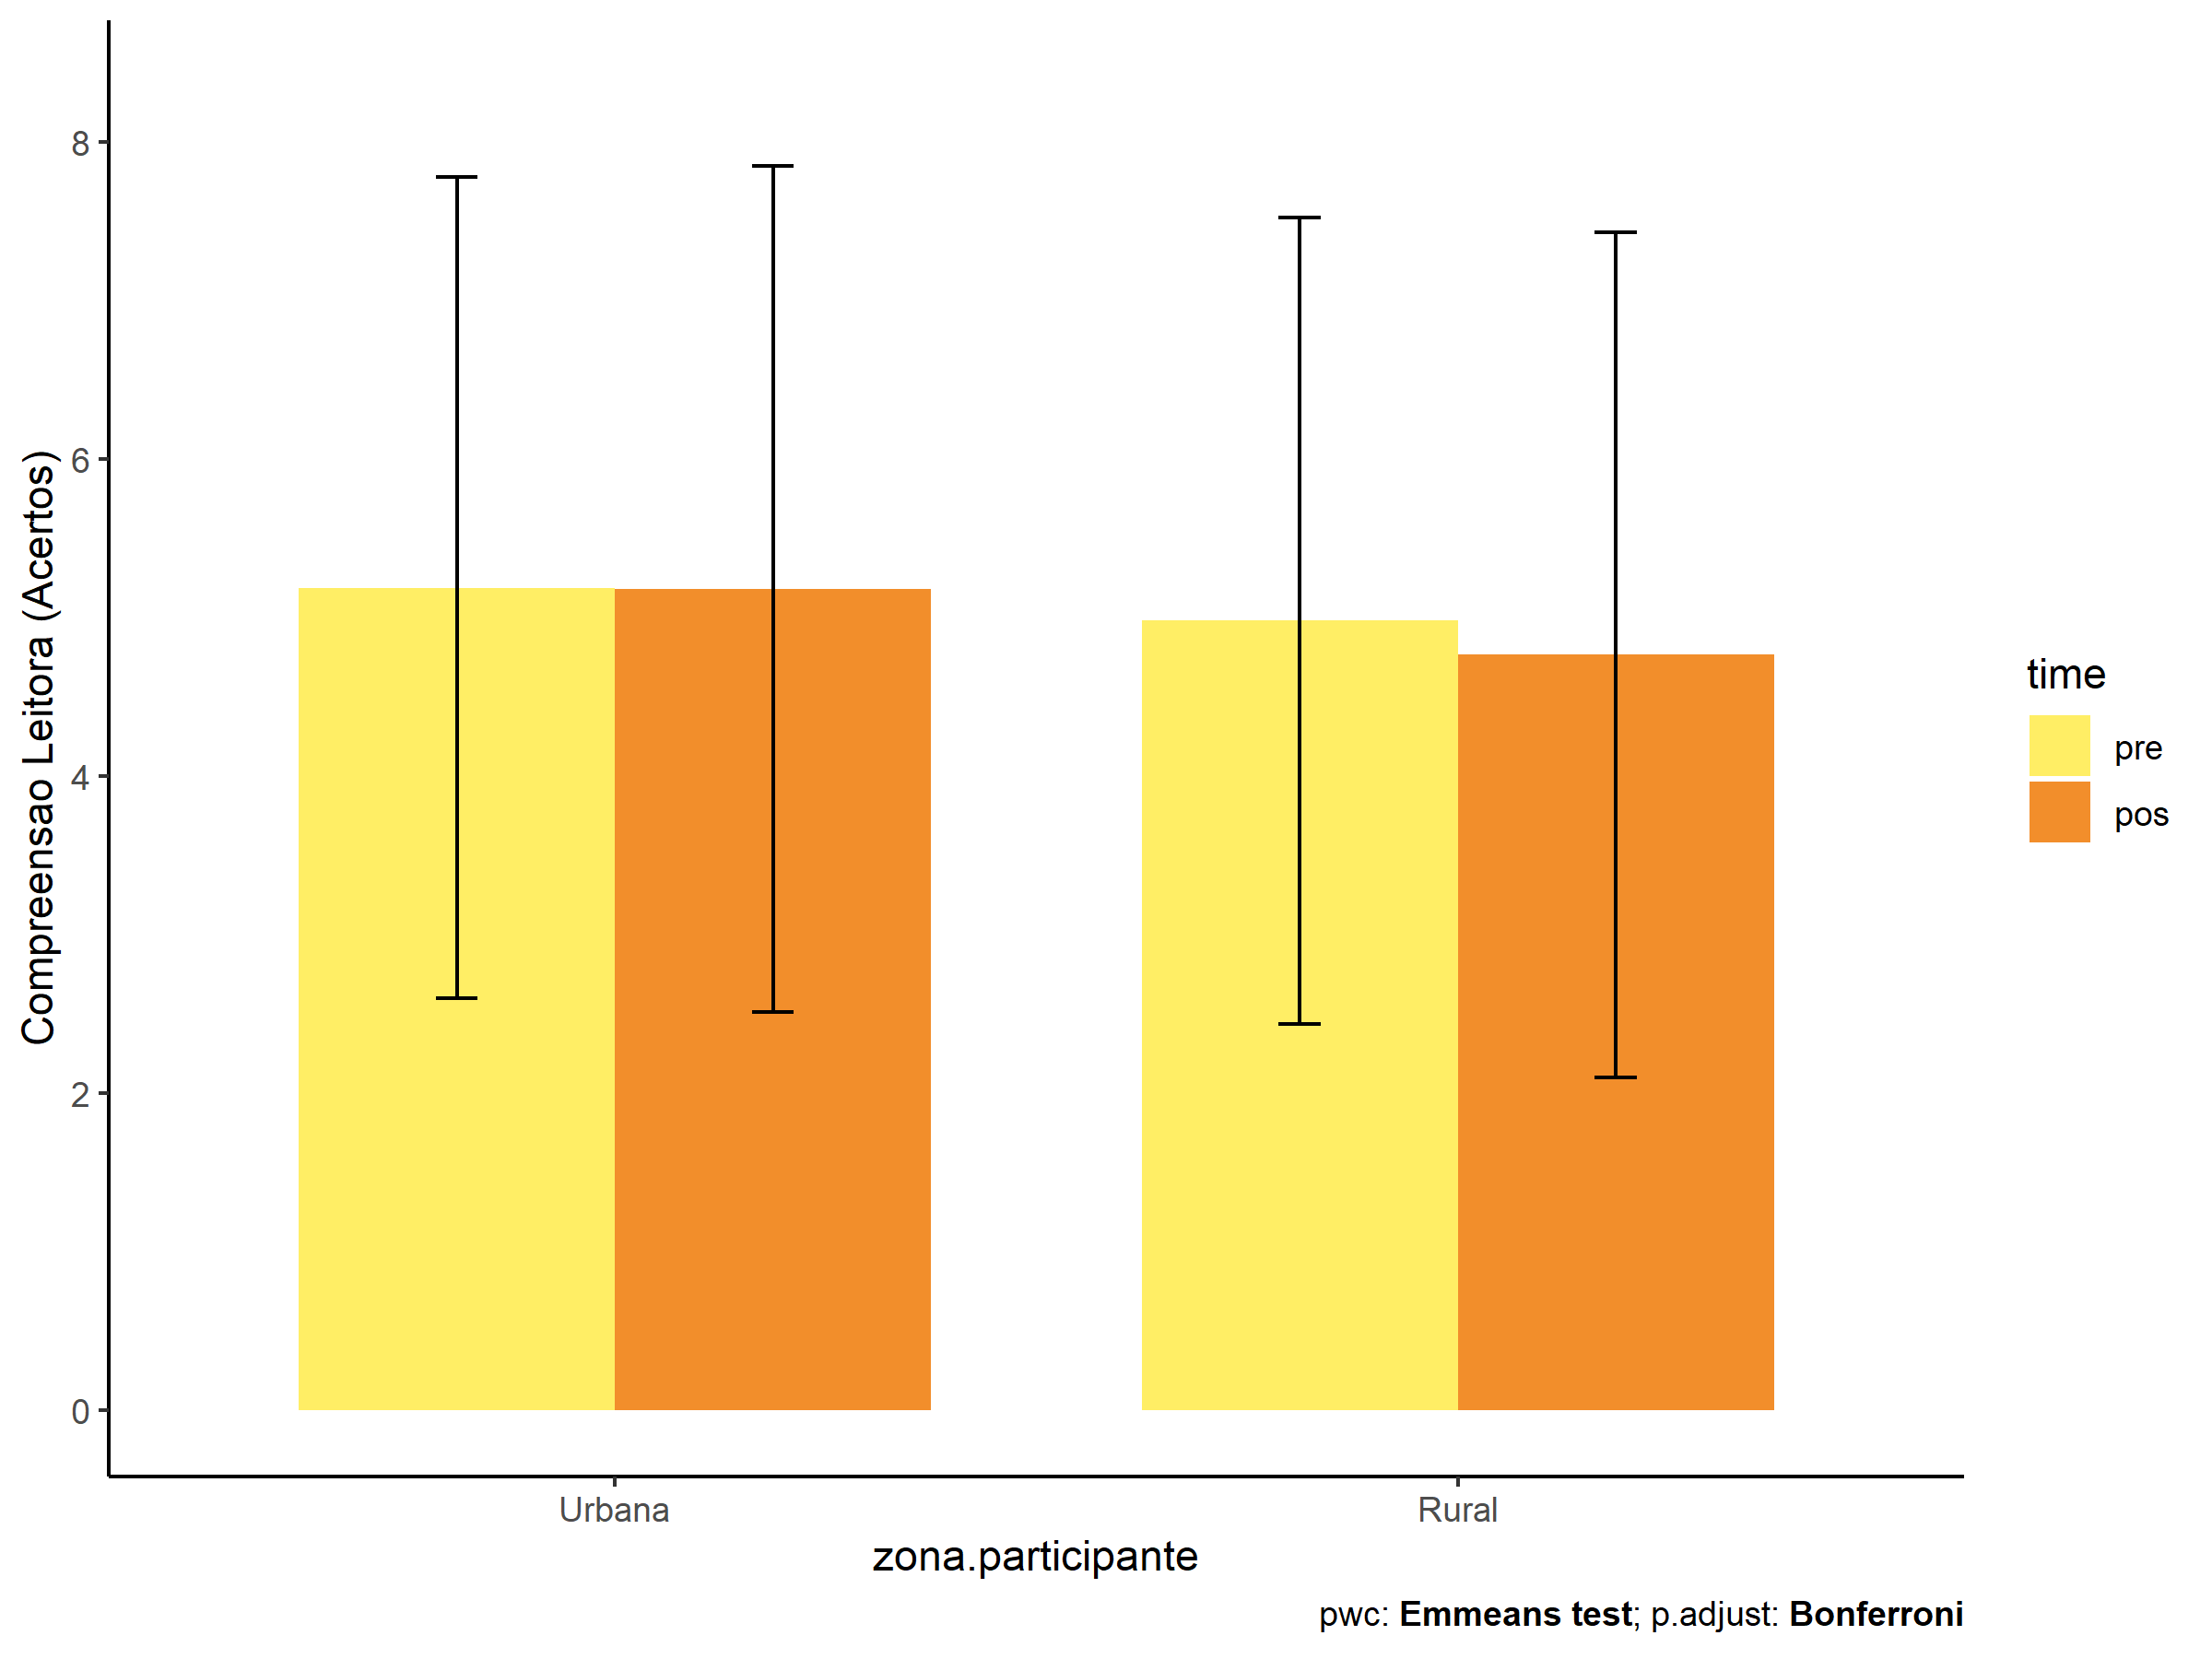 Compreensao Leitora (Acertos)
8
6
4
2
0
Urbana
Rural
zona.participante
time
pre
pos
pwc: Emmeans test; p.adjust: Bonferroni